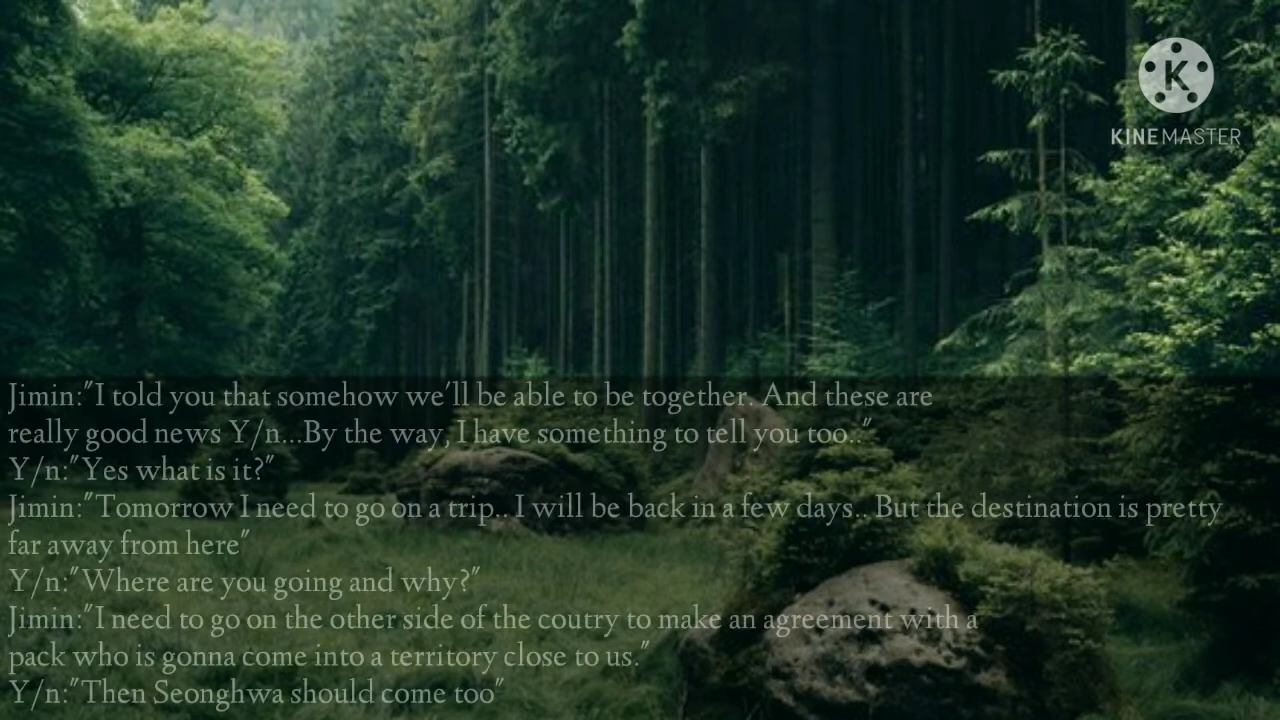 K
KINEMASTER
Jimin:"I told you that somehow we'll be able to be together. And these are
really good news Y/n...By the way, I have something to tell you too.."
Y/n:"Yes what is it?"
Jimin:"Tomorrow I need to go on a trip.. I will be back in a few days.. But the destination is pretty
far away from here"
Y/n:"Where are you going and why?"
Jimin:"I need to go on the other side of the coutry to make an agreement with a
pack who is gonna come into a territory close to us."
Y/n:"Then Seonghwa should come too"